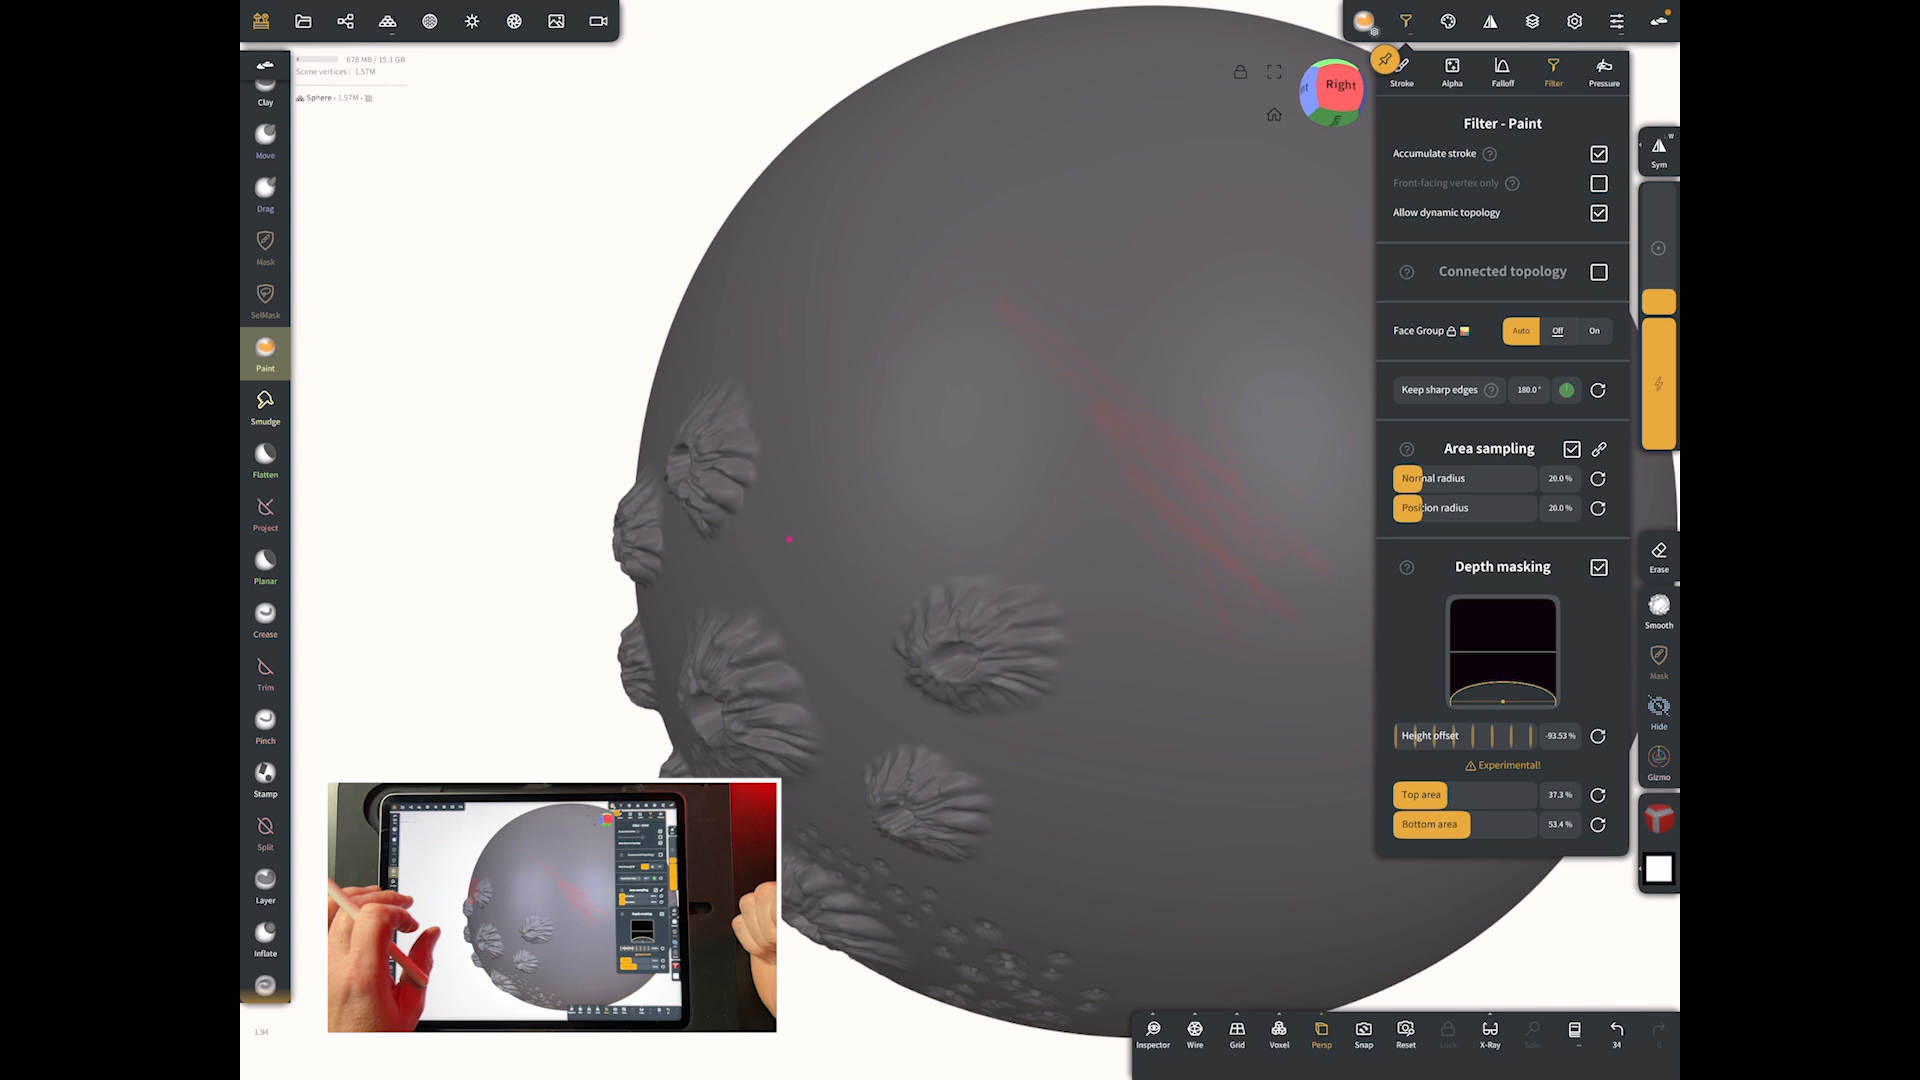 678 MB / 15.1 GB
Scene vertices: 1.57M
Sphere • 1.57M •
Clay
Move
Drag
Mask
SelMask
Paint
Smudge
Flatten
Project
Planar
Crease
Trim
Pinch
Stamp
Split
Layer
Inflate
1.94
Right
Stroke
Alpha
Falloff
Filter
Pressure
Filter - Paint
Accumulate stroke ?
Front-facing vertex only ?
Allow dynamic topology
? Connected topology
Face Group Auto Off On
Keep sharp edges ? 180.0 °
? Area sampling
Normal radius 20.0 %
Position radius 20.0 %
? Depth masking
Height offset -93.53 %
Experimental!
Top area 37.3 %
Bottom area 53.4 %
Sym
Erase
Smooth
Mask
Hide
Gizmo
Inspector
Wire
Grid
Voxel
Persp
Snap
Reset
Lock
X-Ray
Solo
34
0